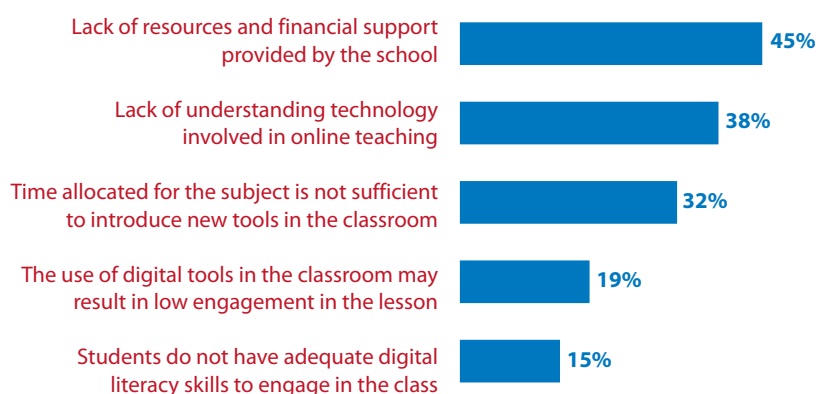 Lack of resources and financial support
provided by the school
45%
Lack of understanding technology
involved in online teaching
38%
Time allocated for the subject is not sufficient
to introduce new tools in the classroom
32%
The use of digital tools in the classroom may
result in low engagement in the lesson
19%
Students do not have adequate digital
literacy skills to engage in the class
15%